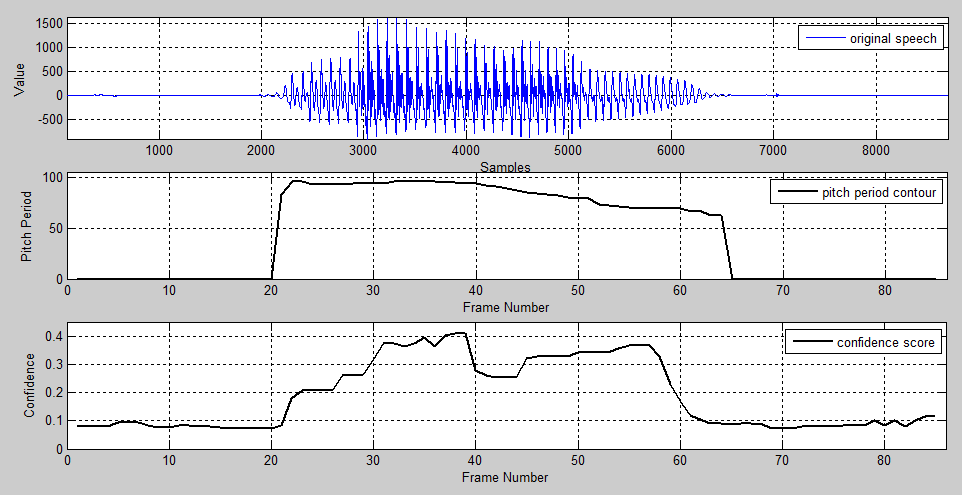 1500
1000
500
0
-500
Value
original speech
1000 2000 3000 4000 5000 6000 7000 8000
Samples
100
50
0
Pitch Period
pitch period contour
0 10 20 30 40 50 60 70 80
Frame Number
0.4
0.3
0.2
0.1
0
Confidence
confidence score
0 10 20 30 40 50 60 70 80
Frame Number